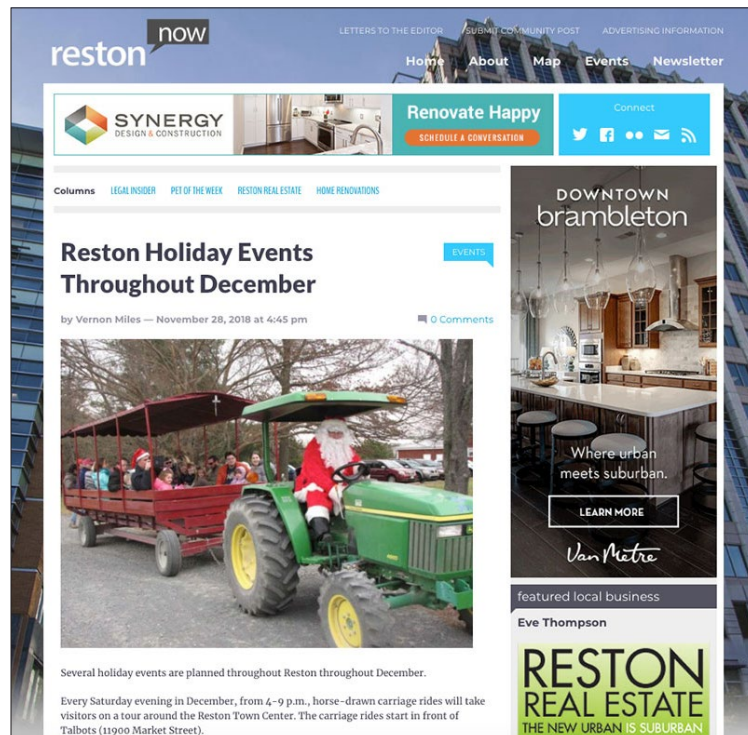 reston now
LETTERS TO THE EDITOR SUBMIT COMMUNITY POST ADVERTISING INFORMATION
Home About Map Events Newsletter
SYNERGY
DESIGN & CONSTRUCTION
Renovate Happy
SCHEDULE A CONVERSATION
Connect
Columns LEGAL INSIDER PET OF THE WEEK RESTON REAL ESTATE HOME RENOVATIONS
Reston Holiday Events
Throughout December
EVENTS
by Vernon Miles — November 28, 2018 at 4:45 pm
0 Comments
Several holiday events are planned throughout Reston throughout December.
Every Saturday evening in December, from 4-9 p.m., horse-drawn carriage rides will take
visitors on a tour around the Reston Town Center. The carriage rides start in front of
Talbots (11900 Market Street).
DOWNTOWN
brambleton
Where urban
meets suburban.
LEARN MORE
Van Metre
featured local business
Eve Thompson
RESTON
REAL ESTATE
THE NEW URBAN IS SUBURBAN